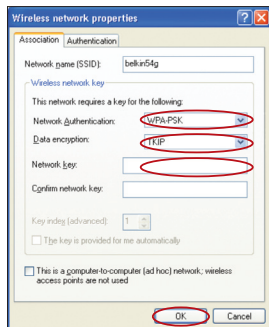 Wireless network properties
Association Authentication
Network name (SSID): belkin54g
Wireless network key
This network requires a key for the following:
Network Authentication: WPA-PSK
Data encryption: TKIP
Network key:
Confirm network key:
Key index (advanced): 1
The key is provided for me automatically
This is a computer-to-computer (ad hoc) network; wireless
access points are not used
OK Cancel